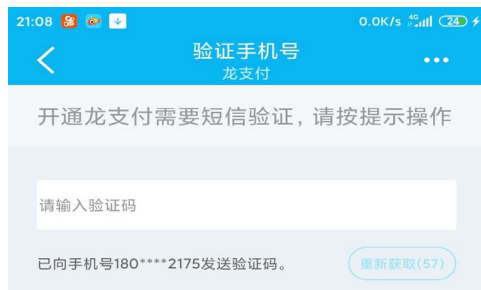 21:08 0.0K/s 4G 24
验证手机号
龙支付
开通龙支付需要短信验证，请按提示操作
请输入验证码
已向手机号180****2175发送验证码。 重新获取(57)